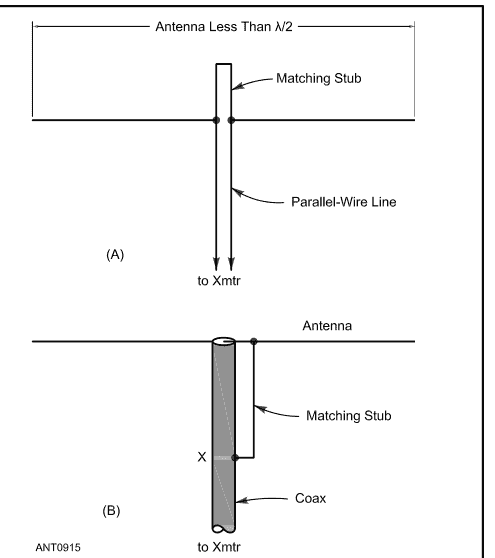 Antenna Less Than λ/2
Matching Stub
Parallel-Wire Line
(A)
to Xmtr
Antenna
Matching Stub
X
Coax
(B)
ANT0915
to Xmtr